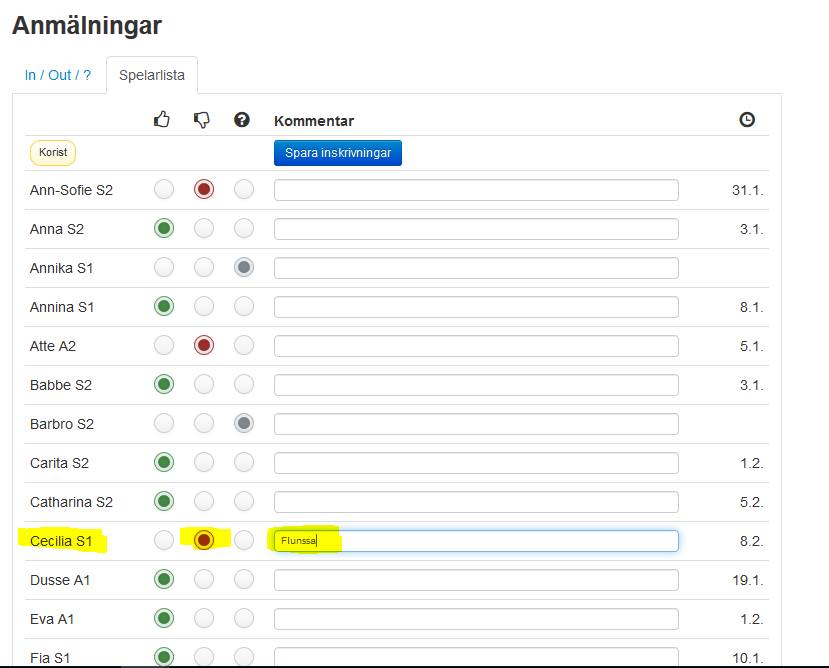 Anmälningar
In / Out / ? Spelarlista
Kommentar
Korist Spara inskrivningar
Ann-Sofie S2 31.1.
Anna S2 3.1.
Annika S1
Annina S1 8.1.
Atte A2 5.1.
Babbe S2 3.1.
Barbro S2
Carita S2 1.2.
Catharina S2 5.2.
Cecilia S1 Flunssa 8.2.
Dusse A1 19.1.
Eva A1 1.2.
Fia S1 10.1.